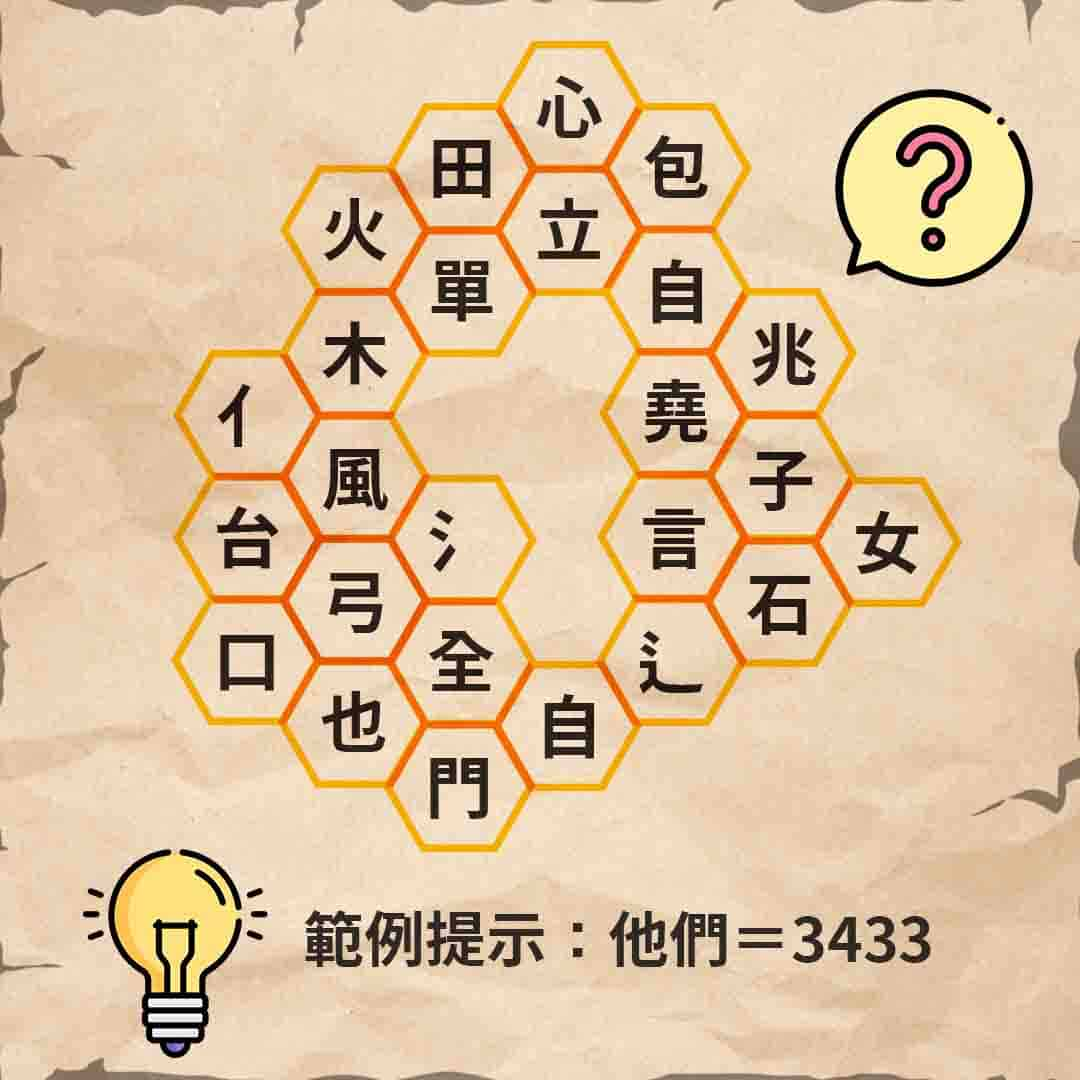 心
田 包
火 立
單 自
木 兆
亻 堯
風 子
台 氵 言 女
弓 石
口 全 辶
也 自
門
?
範例提示：他們＝3433